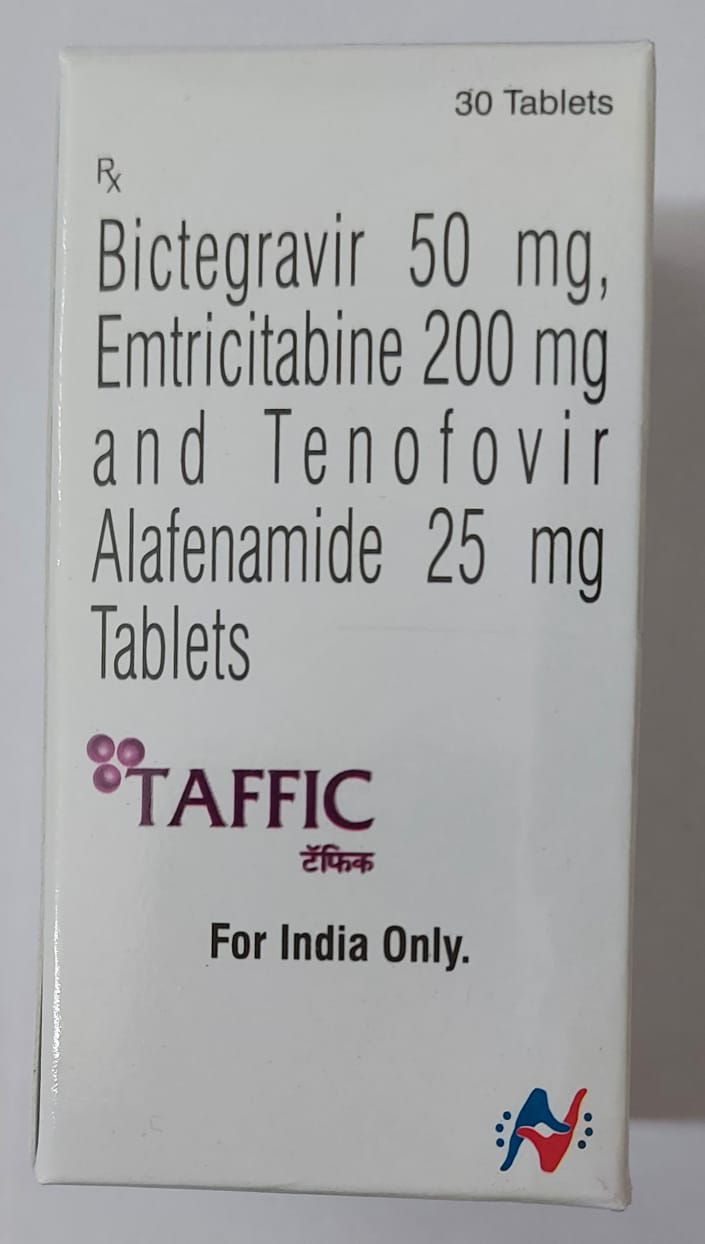 30 Tablets
Rx
Bictegravir 50 mg,
Emtricitabine 200 mg
and Tenofovir
Alafenamide 25 mg
Tablets
TAFFIC
टॅफिक
For India Only.